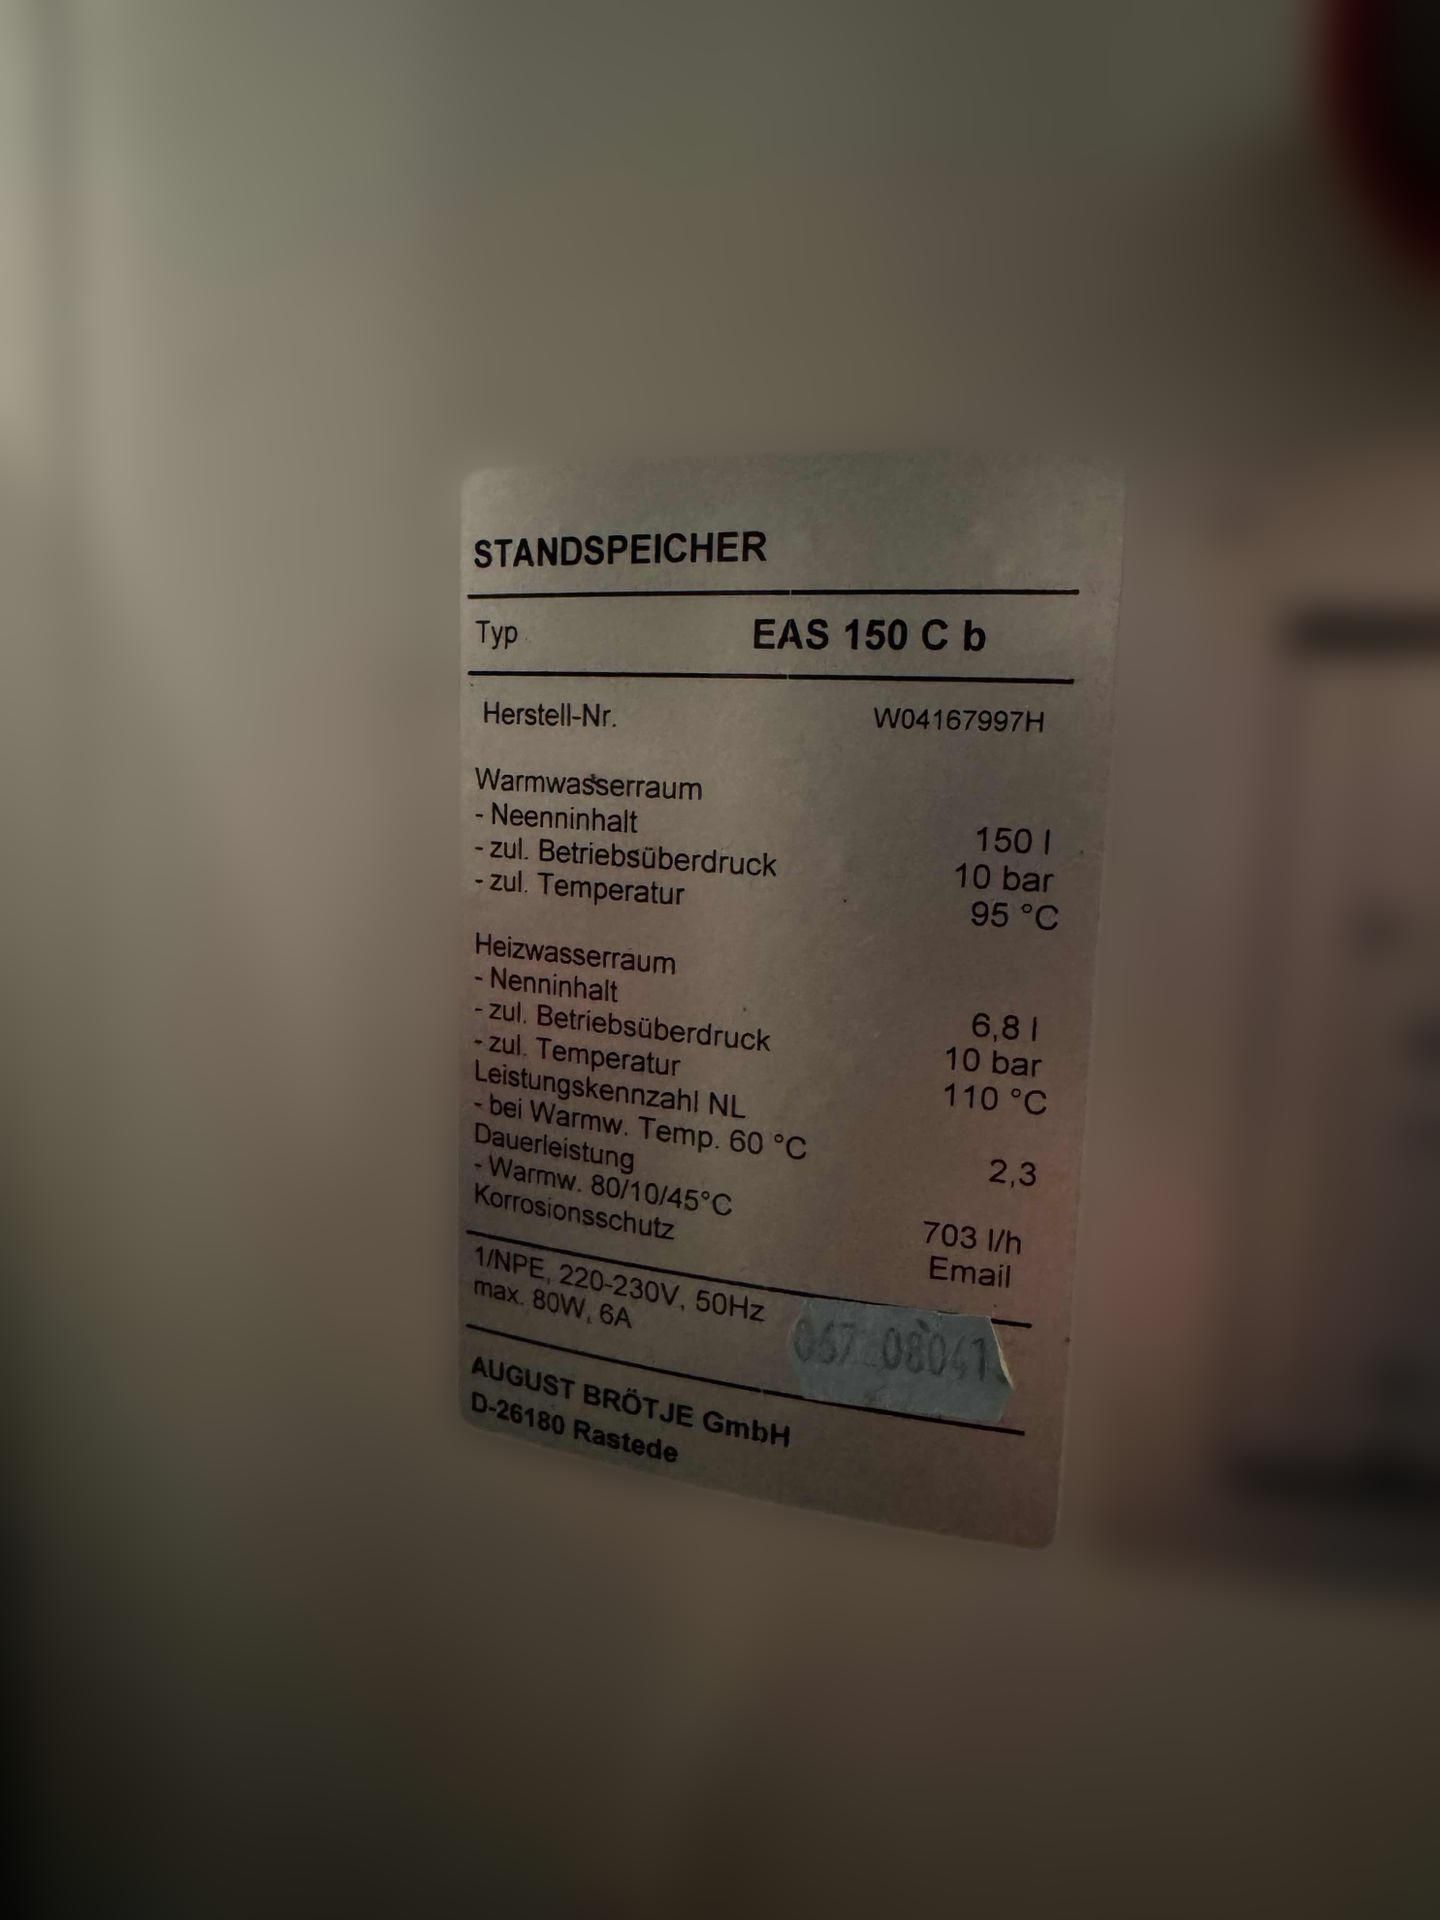 STANDSPEICHER
Typ EAS 150 C b
Herstell-Nr. W04167997H
Warmwasserraum
- Neenninhalt 150 l
- zul. Betriebsüberdruck 10 bar
- zul. Temperatur 95 °C
Heizwasserraum
- Nenninhalt 6,8 l
- zul. Betriebsüberdruck 10 bar
- zul. Temperatur 110 °C
Leistungskennzahl NL
- bei Warmw. Temp. 60 °C 2,3
Dauerleistung
- Warmw. 80/10/45°C 703 l/h
Korrosionsschutz Email
1/NPE, 220-230V, 50Hz
max. 80W, 6A
AUGUST BRÖTJE GmbH
D-26180 Rastede